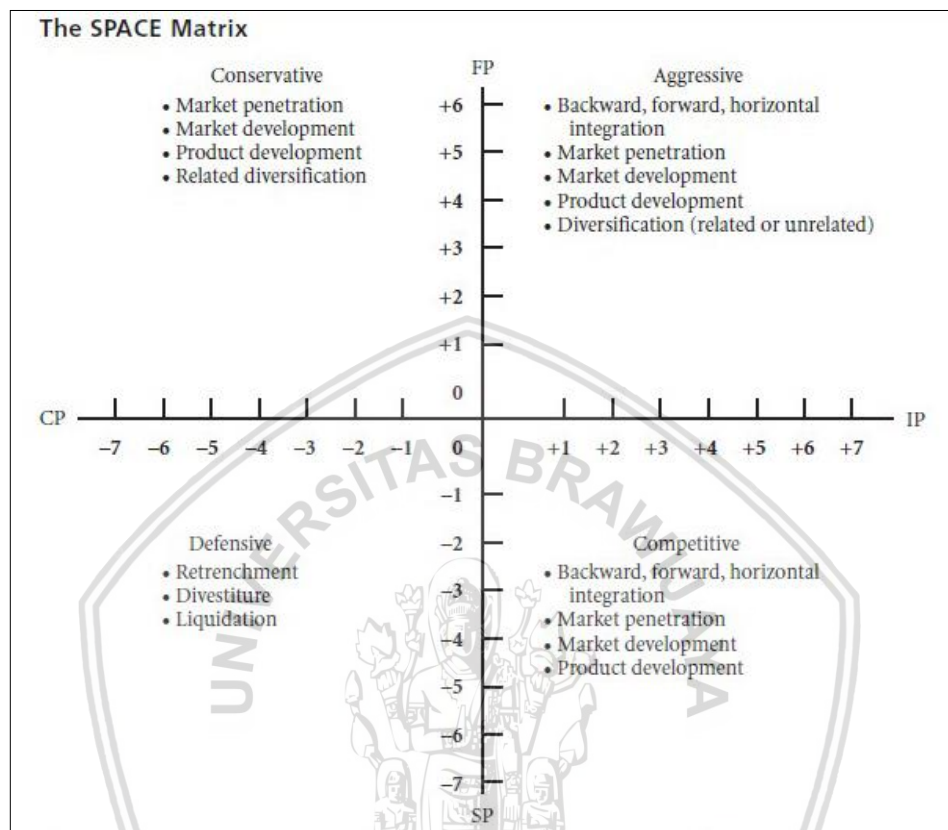 The SPACE Matrix
FP
Conservative
• Market penetration
• Market development
• Product development
• Related diversification
Aggressive
• Backward, forward, horizontal
integration
• Market penetration
• Market development
• Product development
• Diversification (related or unrelated)
+6
+5
+4
+3
+2
+1
0
CP
IP
–7 –6 –5 –4 –3 –2 –1 0 +1 +2 +3 +4 +5 +6 +7
–1
–2
–3
–4
–5
–6
–7
Defensive
• Retrenchment
• Divestiture
• Liquidation
Competitive
• Backward, forward, horizontal
integration
• Market penetration
• Market development
• Product development
SP
UNIVERSITAS BRAWIJAYA